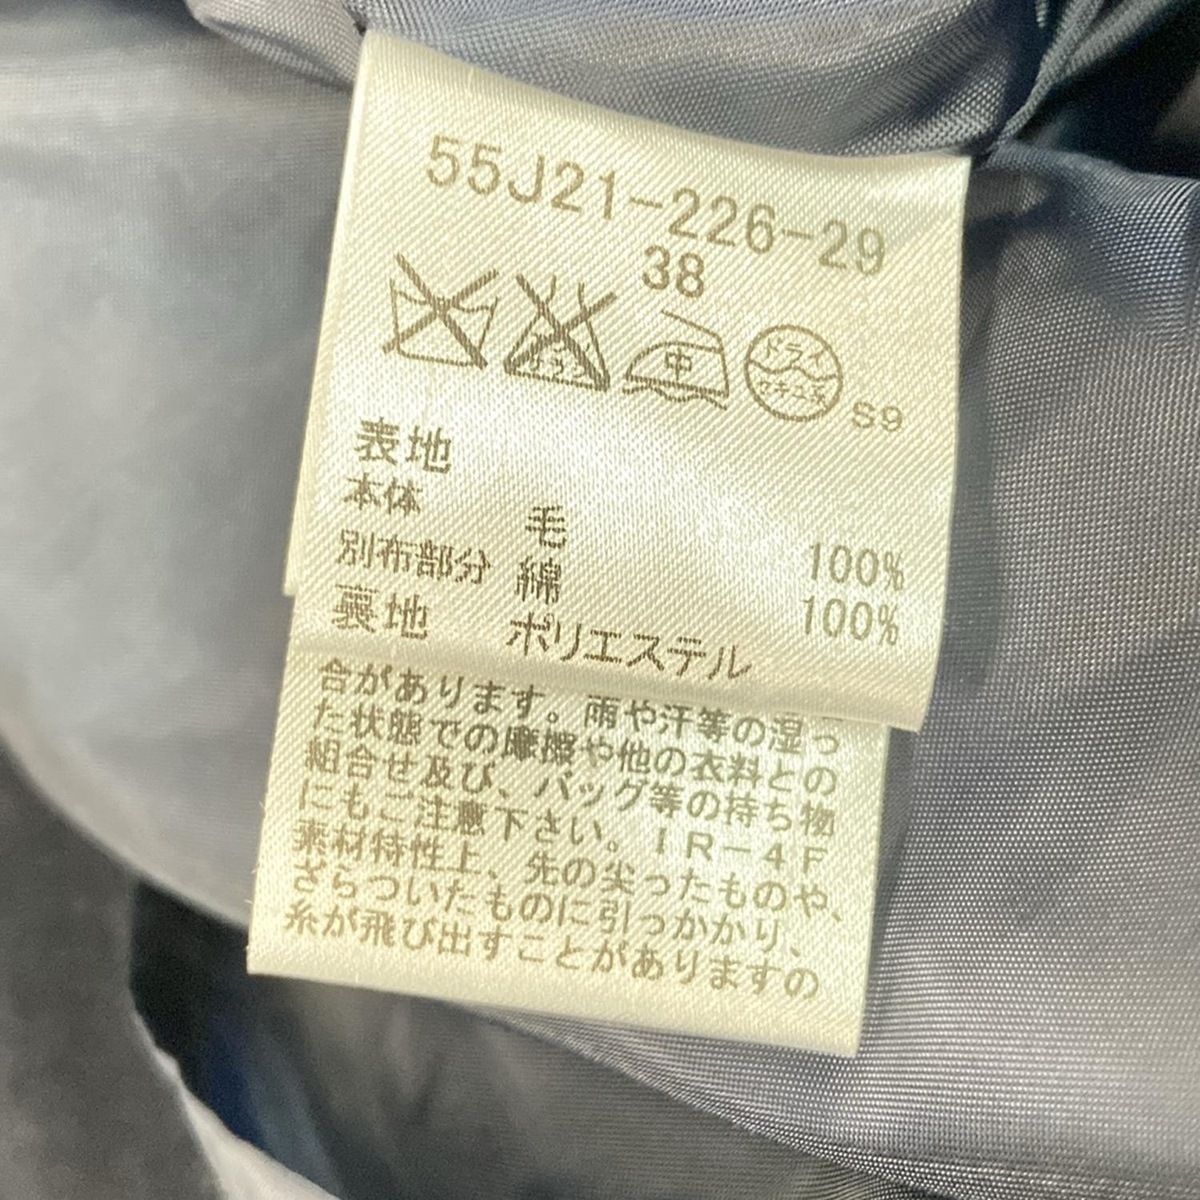 55J21-226-29
38
中 ドライ S9
表地
本体 毛 100%
別布部分 綿 100%
裏地 ポリエステル
合があります。雨や汗等の湿っ
た状態での摩擦や他の衣料との
組合せ及び、バッグ等の持ち物
にもご注意下さい。IR-4F
素材特性上、先の尖ったものや、
ざらついたものに引っかかり、
糸が飛び出すことがありますの